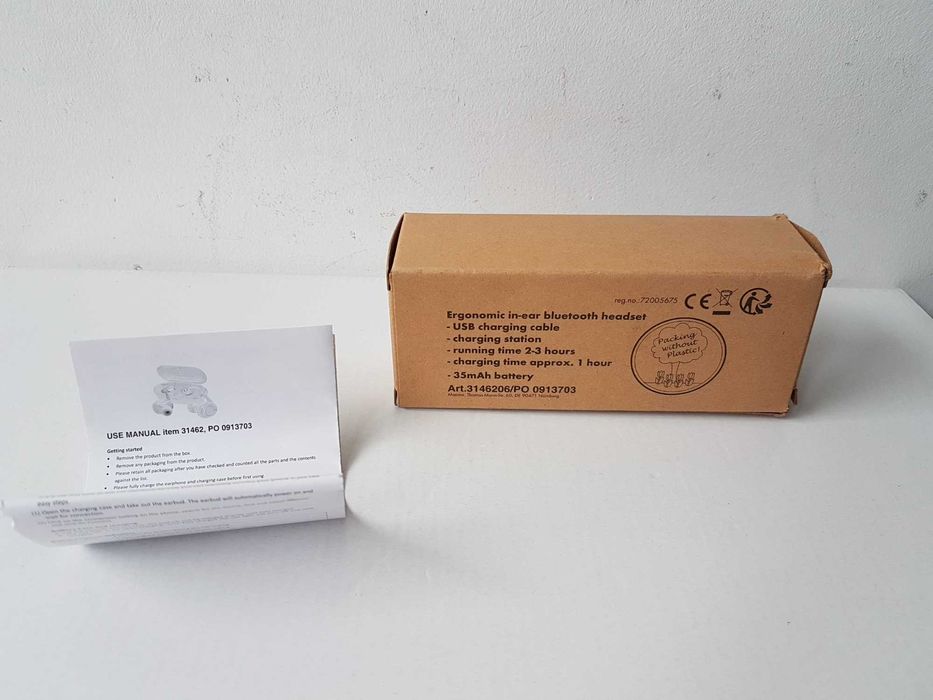 USE MANUAL item 31462, PO 0913703
Getting started
• Remove the product from the box.
• Remove any packaging from the product.
• Please retain all packaging after you have checked and counted all the parts and the contents
against the list.
• Please fully charge the earphone and charging case before first using
(1) Open the charging case and take out the earbud. The earbud will automatically power on and
wait for connection.
reg.no.:72005675 CE
Ergonomic in-ear bluetooth headset
- USB charging cable
- charging station
- running time 2-3 hours
- charging time approx. 1 hour
- 35mAh battery
Art.3146206/PO 0913703
60, DE 90471 Nürnberg
Packing
without
Plastic!